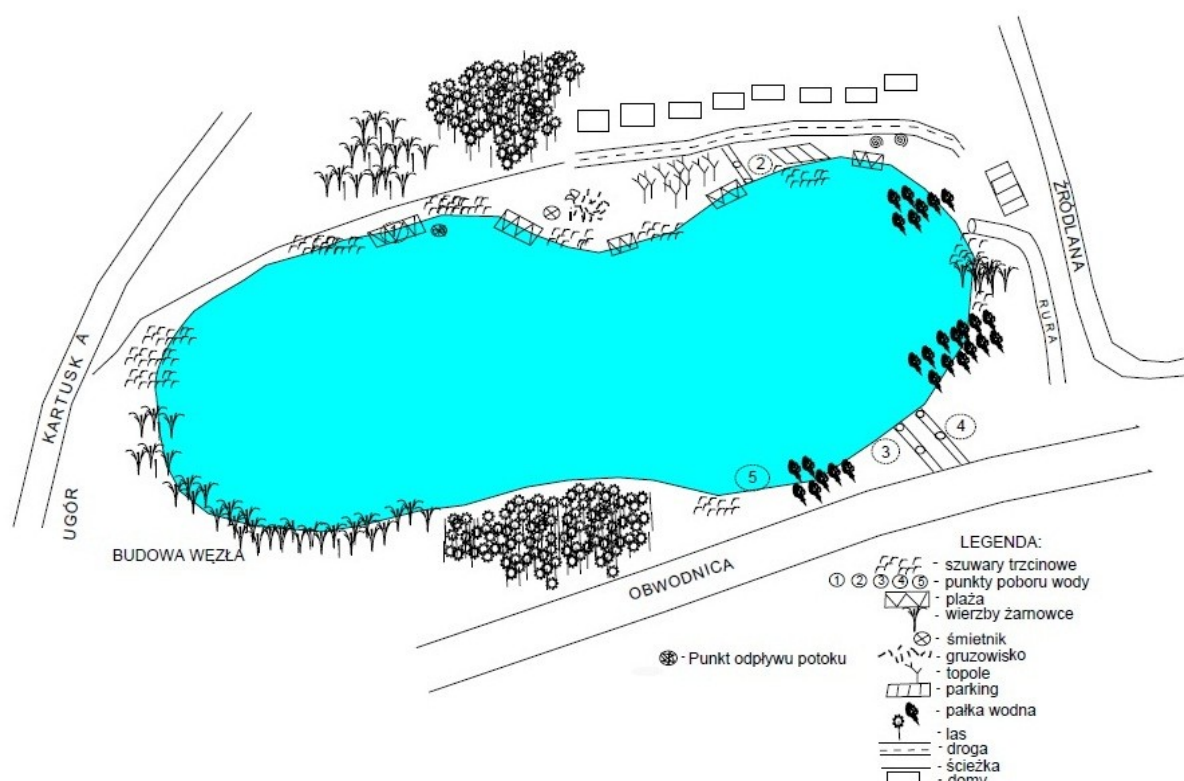 2
ŹRÓDLANA
RURA
KARTUSK A
4
3
5
UGÓR
BUDOWA WĘZŁA
OBWODNICA
LEGENDA:
- szuwary trzcinowe
1 2 3 4 5 - punkty poboru wody
- plaża
- wierzby żarnowce
- śmietnik
- Punkt odpływu potoku
- gruzowisko
- topole
- parking
- pałka wodna
- las
- droga
- ścieżka
- domy